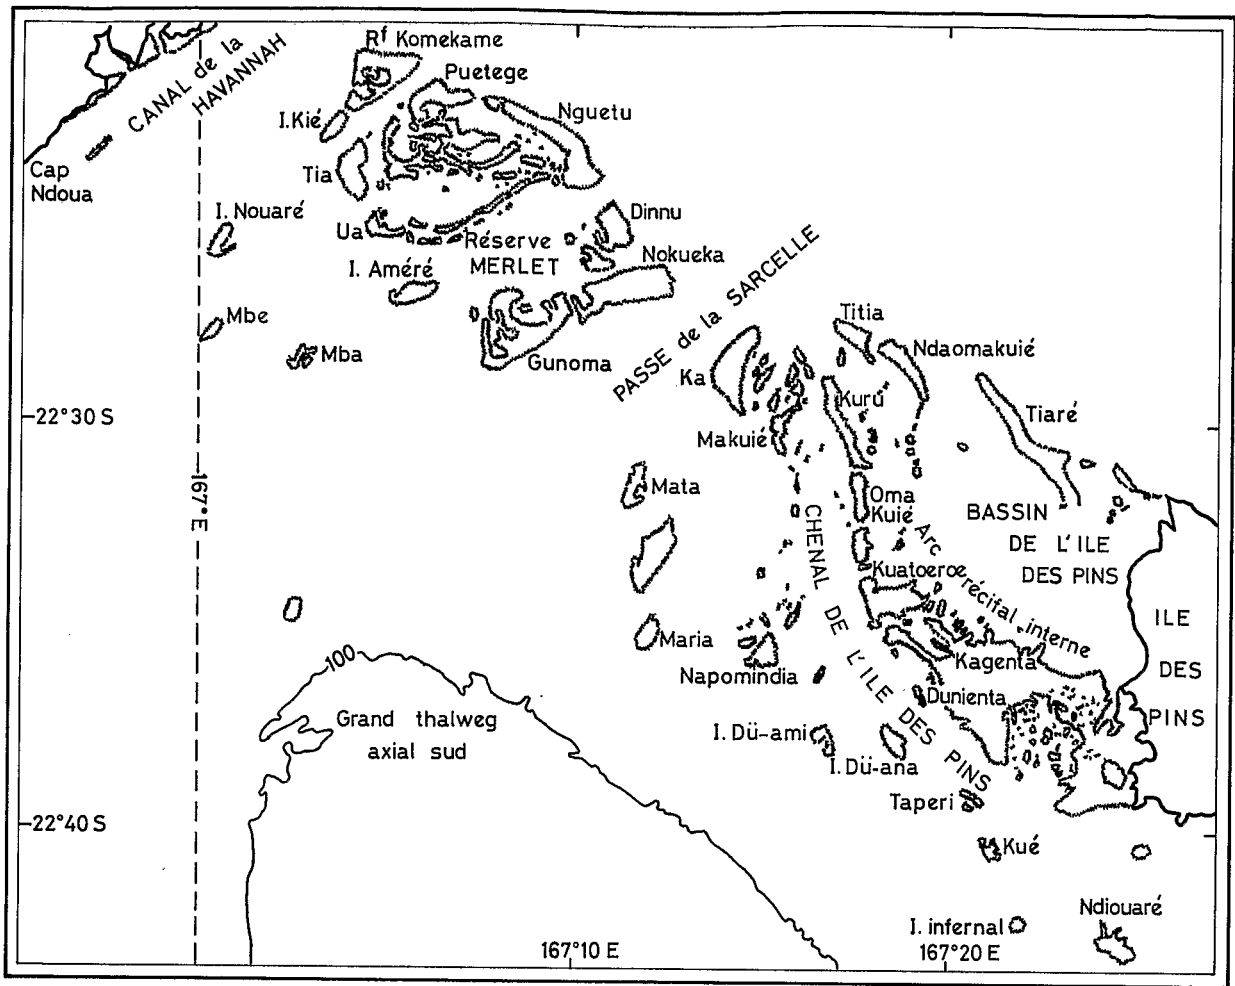 Rf Komekame
CANAL de la
HAVANNAH
Puetege
I. Kié
Nguetu
Cap
Ndoua
Tia
I. Nouaré
Ua
Réserve
MERLET
Dinnu
Nokueka
I. Améré
Mbe
Mba
Gunoma
PASSE de la SARCELLE
Titia
Ndaomakuié
Ka
Kuru
Tiaré
22°30 S
Makuié
167° E
Mata
Oma
Kuié
CHENAL DE L'ILE DES PINS
Arc récifal interne
BASSIN
DE L'ILE
DES PINS
Kuatoeroe
ILE
DES
PINS
Maria
Napomindia
Kagenta
100
Dunienta
Grand thalweg
axial sud
I. Dü-ami
I. Dü-ana
Taperi
22°40 S
Kué
I. infernal
Ndiouaré
167°10 E
167°20 E